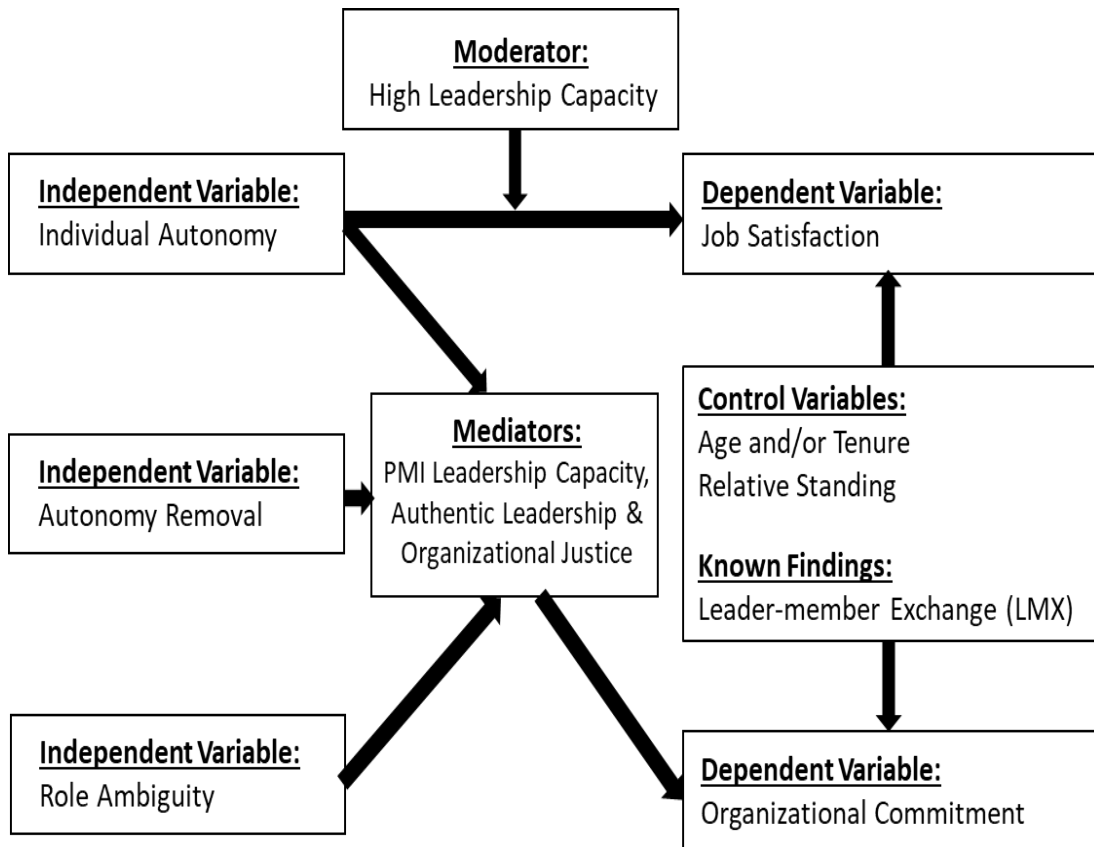 Moderator:
High Leadership Capacity
Independent Variable:
Individual Autonomy
Dependent Variable:
Job Satisfaction
Independent Variable:
Autonomy Removal
Mediators:
PMI Leadership Capacity,
Authentic Leadership &
Organizational Justice
Control Variables:
Age and/or Tenure
Relative Standing
Known Findings:
Leader-member Exchange (LMX)
Independent Variable:
Role Ambiguity
Dependent Variable:
Organizational Commitment